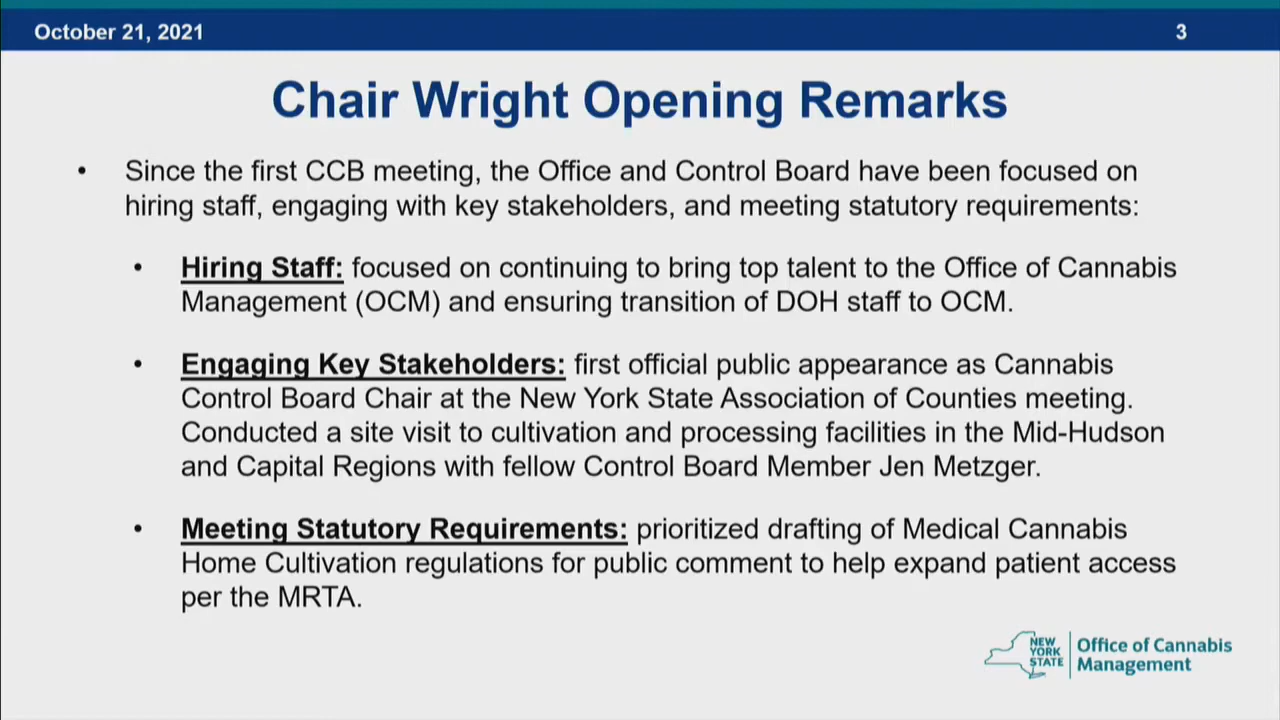 October 21, 2021
3
Chair Wright Opening Remarks
• Since the first CCB meeting, the Office and Control Board have been focused on
hiring staff, engaging with key stakeholders, and meeting statutory requirements:
• Hiring Staff: focused on continuing to bring top talent to the Office of Cannabis
Management (OCM) and ensuring transition of DOH staff to OCM.
• Engaging Key Stakeholders: first official public appearance as Cannabis
Control Board Chair at the New York State Association of Counties meeting.
Conducted a site visit to cultivation and processing facilities in the Mid-Hudson
and Capital Regions with fellow Control Board Member Jen Metzger.
• Meeting Statutory Requirements: prioritized drafting of Medical Cannabis
Home Cultivation regulations for public comment to help expand patient access
per the MRTA.
NEW
YORK
STATE
Office of Cannabis
Management